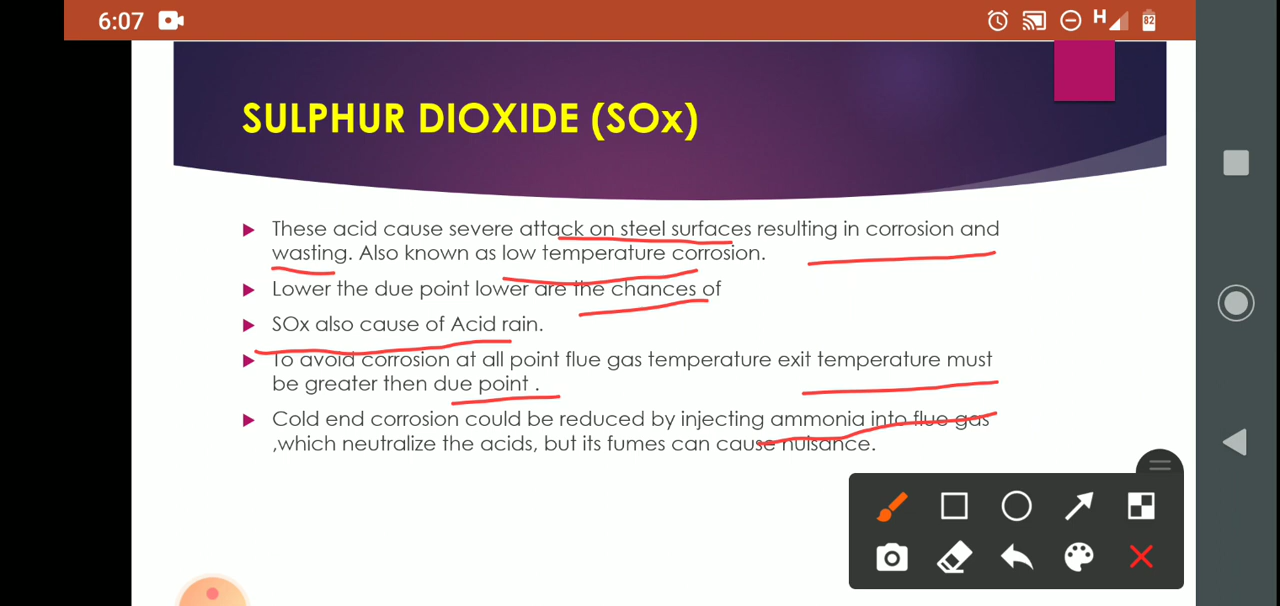 6:07
H
82
SULPHUR DIOXIDE (SOx)
These acid cause severe attack on steel surfaces resulting in corrosion and
wasting. Also known as low temperature corrosion.
Lower the due point lower are the chances of
SOx also cause of Acid rain.
To avoid corrosion at all point flue gas temperature exit temperature must
be greater then due point .
Cold end corrosion could be reduced by injecting ammonia into flue gas
,which neutralize the acids, but its fumes can cause nuisance.